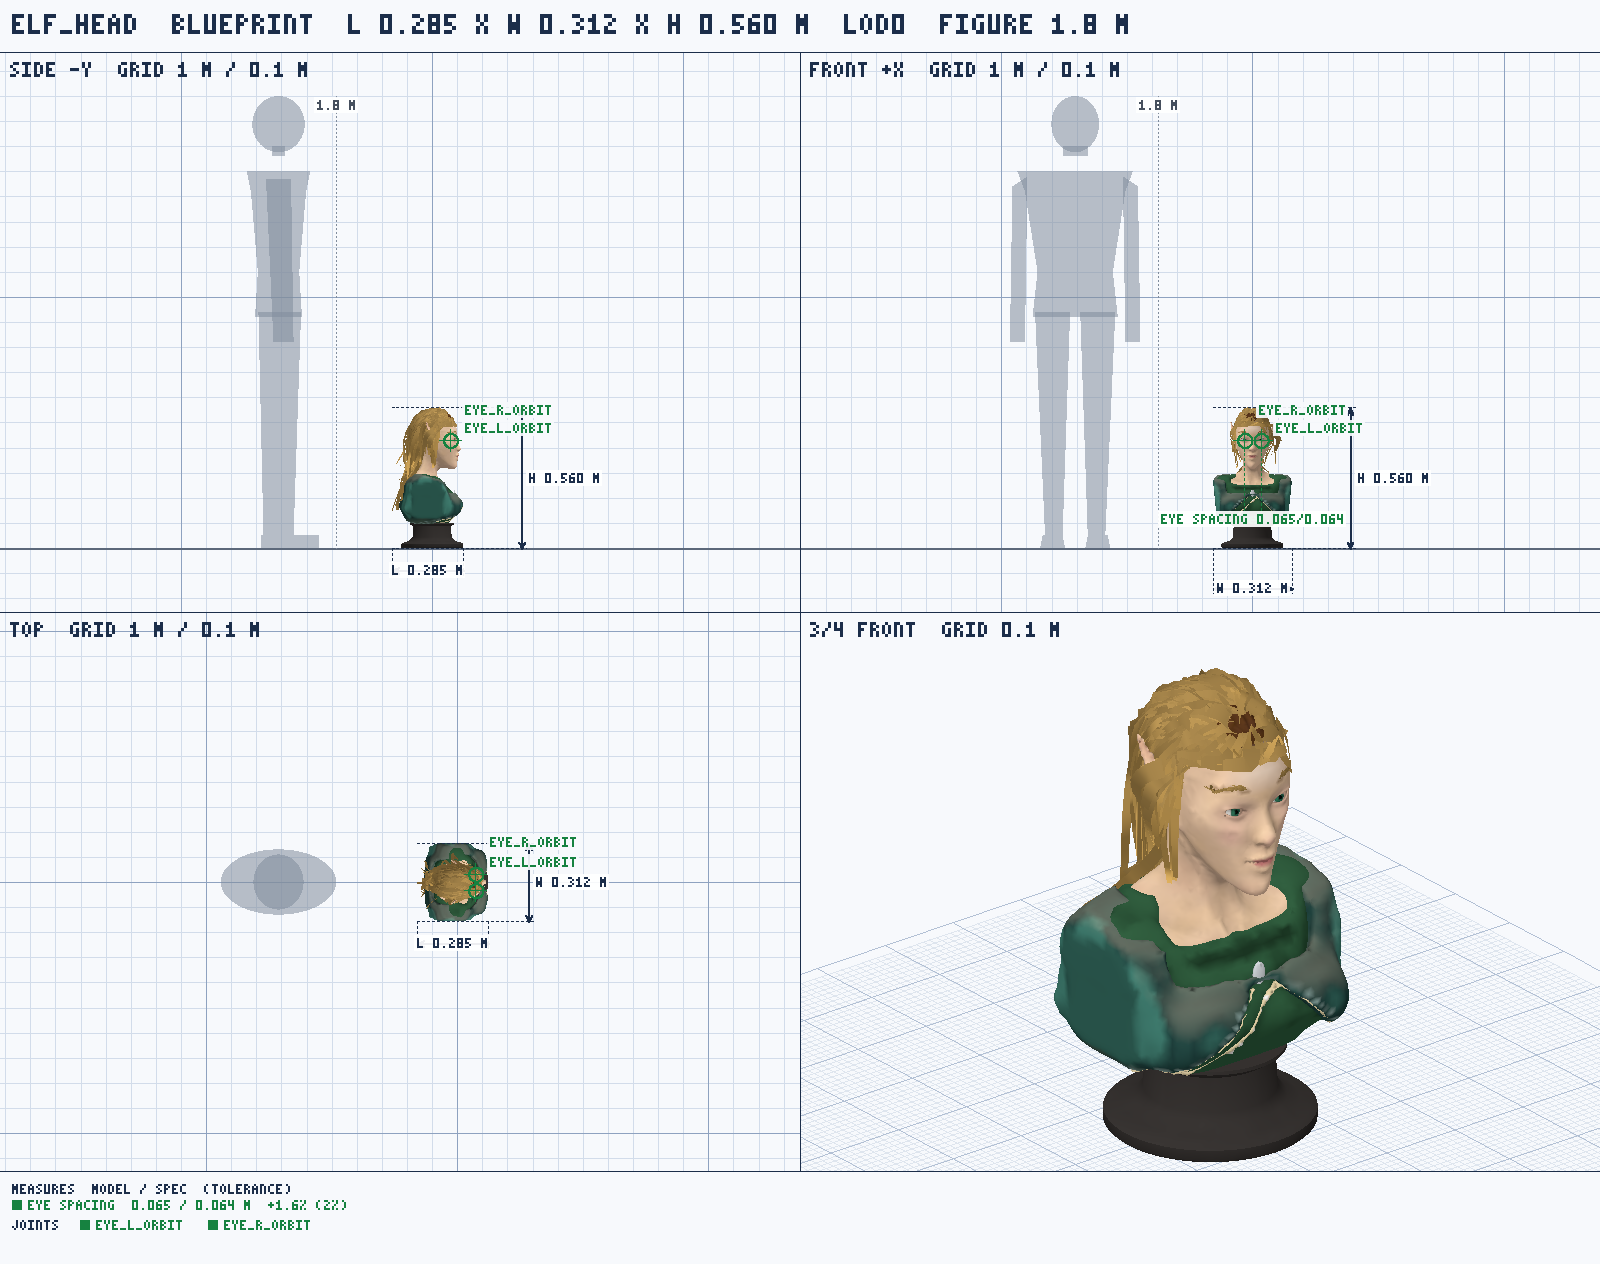 ELF_HEAD BLUEPRINT L 0.285 X W 0.312 X H 0.560 M LOD0 FIGURE 1.8 M
SIDE -Y GRID 1 M / 0.1 M
1.8 M
EYE_R_ORBIT
EYE_L_ORBIT
H 0.560 M
L 0.285 M
FRONT +X GRID 1 M / 0.1 M
1.8 M
EYE_R_ORBIT
EYE_L_ORBIT
H 0.560 M
EYE SPACING 0.065/0.064
W 0.312 M
TOP GRID 1 M / 0.1 M
EYE_R_ORBIT
EYE_L_ORBIT
W 0.312 M
L 0.285 M
3/4 FRONT GRID 0.1 M
MEASURES MODEL / SPEC (TOLERANCE)
EYE SPACING 0.065 / 0.064 M +1.6% (2%)
JOINTS EYE_L_ORBIT EYE_R_ORBIT